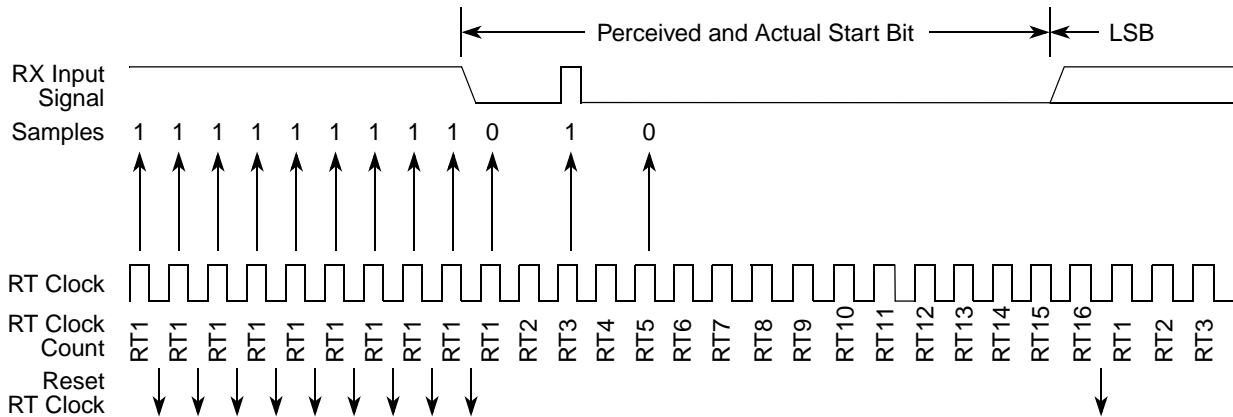 Perceived and Actual Start Bit LSB
RX Input
Signal
Samples 1 1 1 1 1 1 1 1 1 0 1 0
RT Clock
RT Clock
Count
RT1 RT1 RT1 RT1 RT1 RT1 RT1 RT1 RT1 RT1 RT2 RT3 RT4 RT5 RT6 RT7 RT8 RT9 RT10 RT11 RT12 RT13 RT14 RT15 RT16 RT1 RT2 RT3
Reset
RT Clock